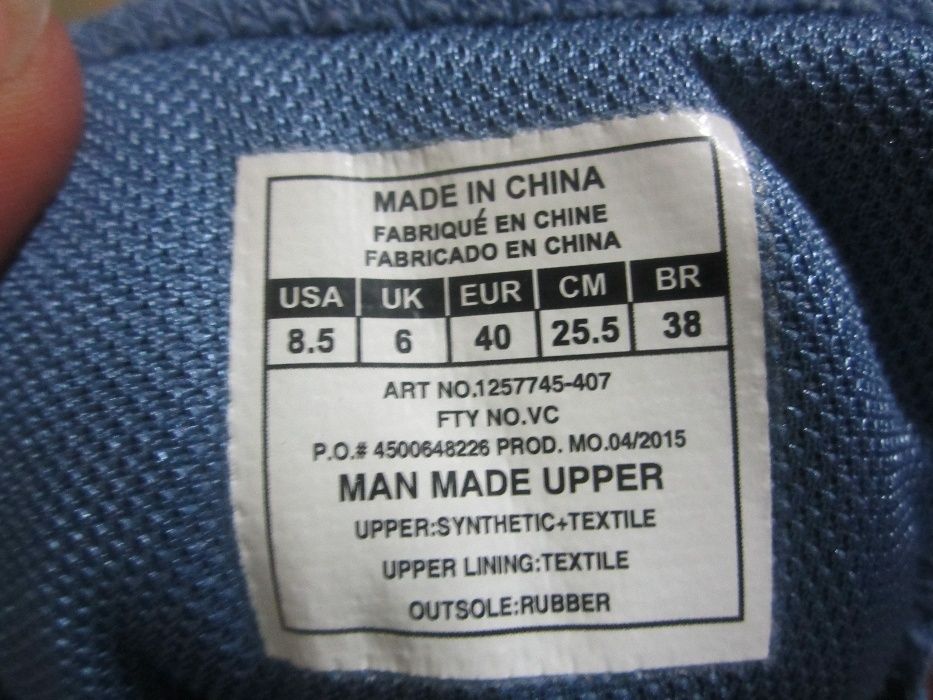 MADE IN CHINA
FABRIQUÉ EN CHINE
FABRICADO EN CHINA
USA UK EUR CM BR
8.5 6 40 25.5 38
ART NO.1257745-407
FTY NO.VC
P.O.# 4500648226 PROD. MO.04/2015
MAN MADE UPPER
UPPER:SYNTHETIC+TEXTILE
UPPER LINING:TEXTILE
OUTSOLE:RUBBER